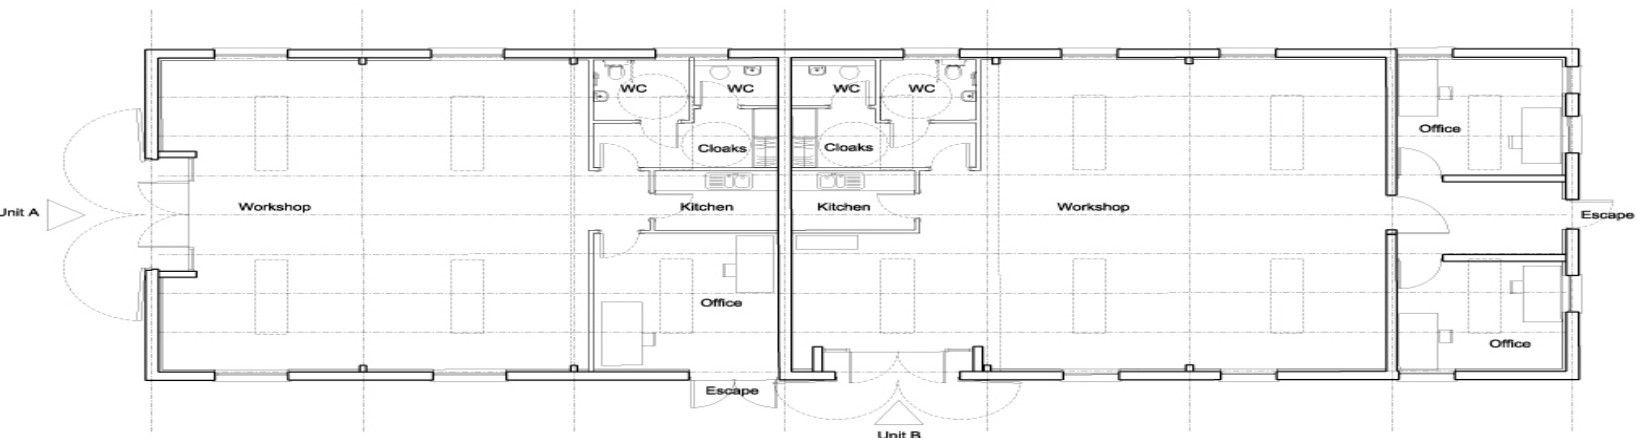 WC
WC
WC
WC
Office
Cloaks
Cloaks
Unit A
Workshop
Kitchen
Kitchen
Workshop
Escape
Office
Office
Escape
Unit B